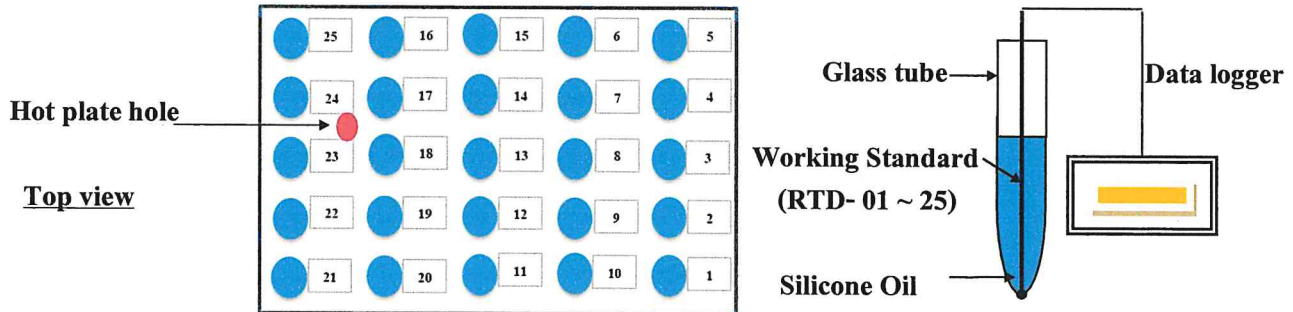 25 16 15 6 5
24 17 14 7 4
Hot plate hole
23 18 13 8 3
Top view
22 19 12 9 2
21 20 11 10 1
Glass tube
Data logger
Working Standard
(RTD- 01 ~ 25)
Silicone Oil